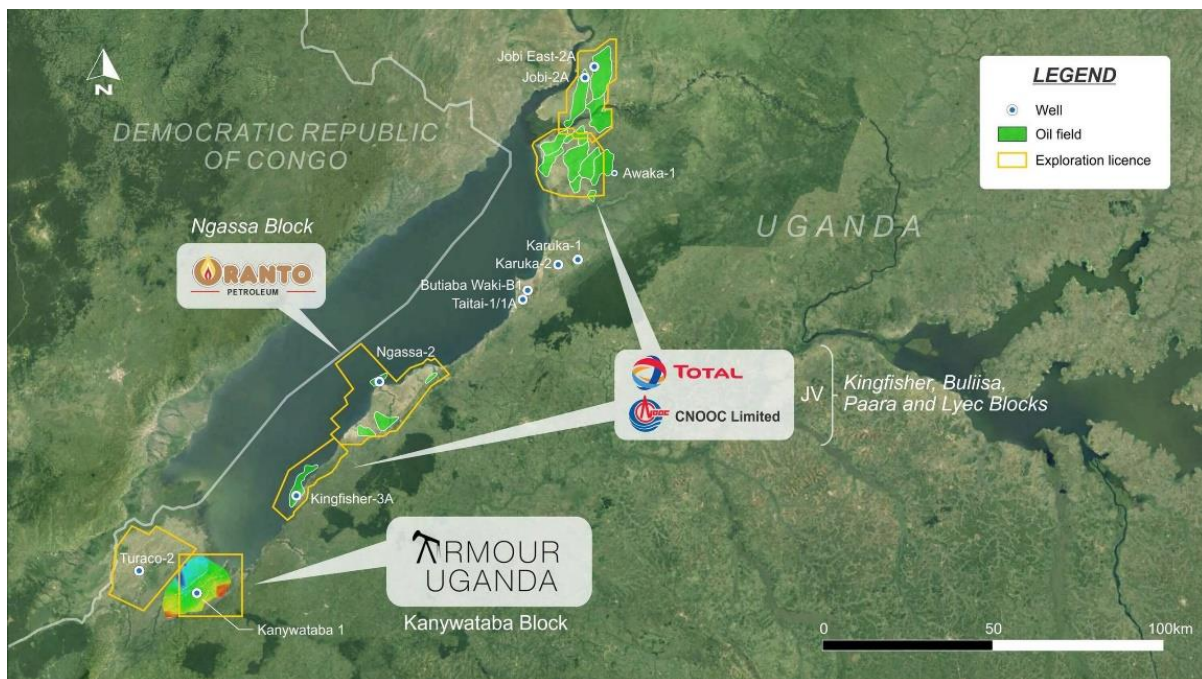 N
DEMOCRATIC REPUBLIC
OF CONGO
Jobi East-2A
Jobi-2A
LEGEND
Well
Oil field
Exploration licence
Awaka-1
UGANDA
Ngassa Block
ORANTO
PETROLEUM
Karuka-1
Karuka-2
Butiaba Waki-B1
Taitai-1/1A
Ngassa-2
TOTAL
CNOOC
CNOOC Limited
JV
Kingfisher, Buliisa,
Paara and Lyec Blocks
Kingfisher-3A
Turaco-2
ARMOUR
UGANDA
Kanywataba 1
Kanywataba Block
0
50
100km